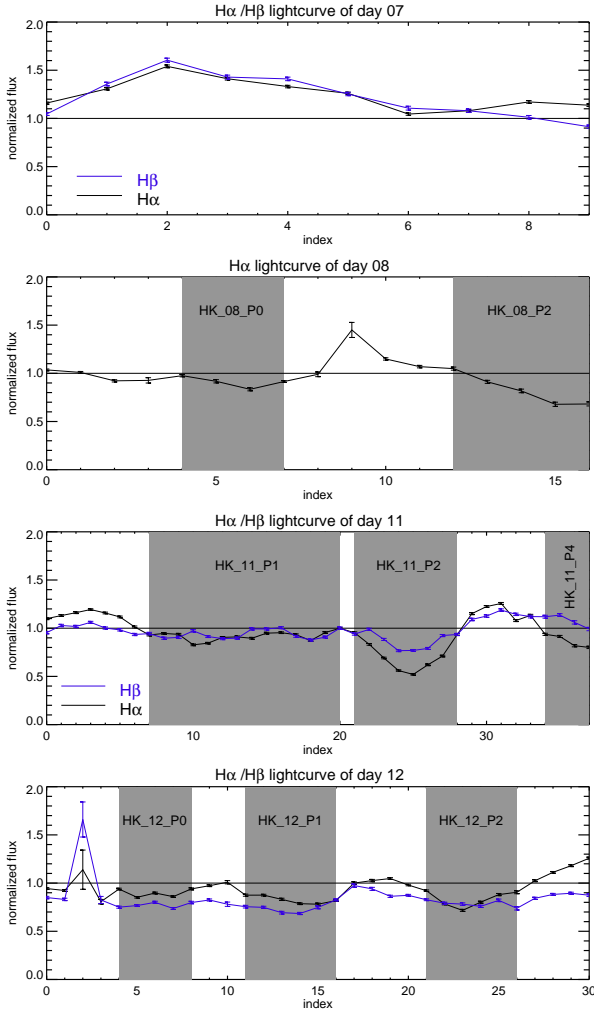 Hα /Hβ lightcurve of day 07
2.0
1.5
1.0
0.5
0.0
normalized flux
Hβ
Hα
0 2 4 6 8
index
Hα lightcurve of day 08
2.0
1.5
1.0
0.5
0.0
normalized flux
HK_08_P0 HK_08_P2
0 5 10 15
index
Hα /Hβ lightcurve of day 11
2.0
1.5
1.0
0.5
0.0
normalized flux
HK_11_P1 HK_11_P2 HK_11_P4
Hβ
Hα
0 10 20 30
index
Hα /Hβ lightcurve of day 12
2.0
1.5
1.0
0.5
0.0
normalized flux
HK_12_P0 HK_12_P1 HK_12_P2
0 5 10 15 20 25 30
index